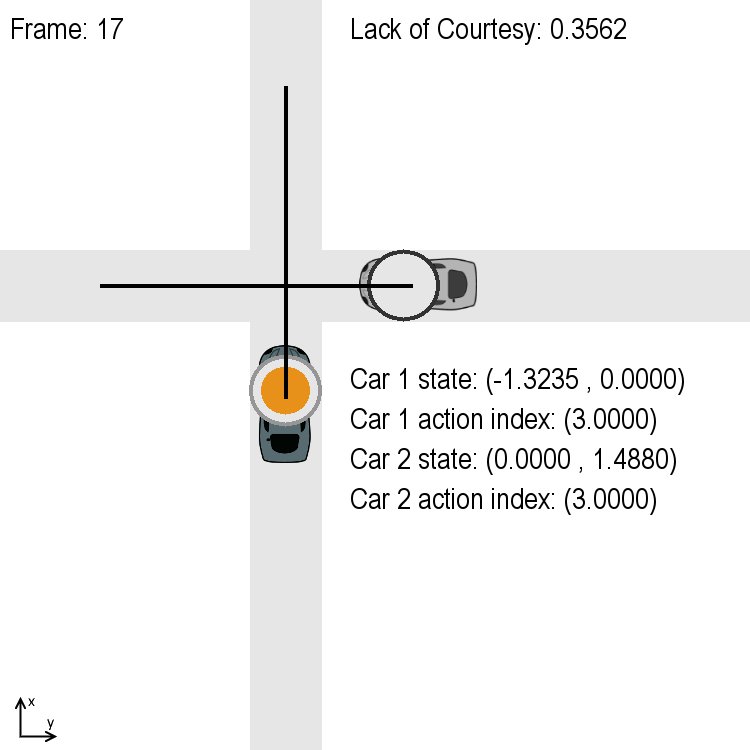 Frame: 17
Lack of Courtesy: 0.3562
Car 1 state: (-1.3235 , 0.0000)
Car 1 action index: (3.0000)
Car 2 state: (0.0000 , 1.4880)
Car 2 action index: (3.0000)
x
y